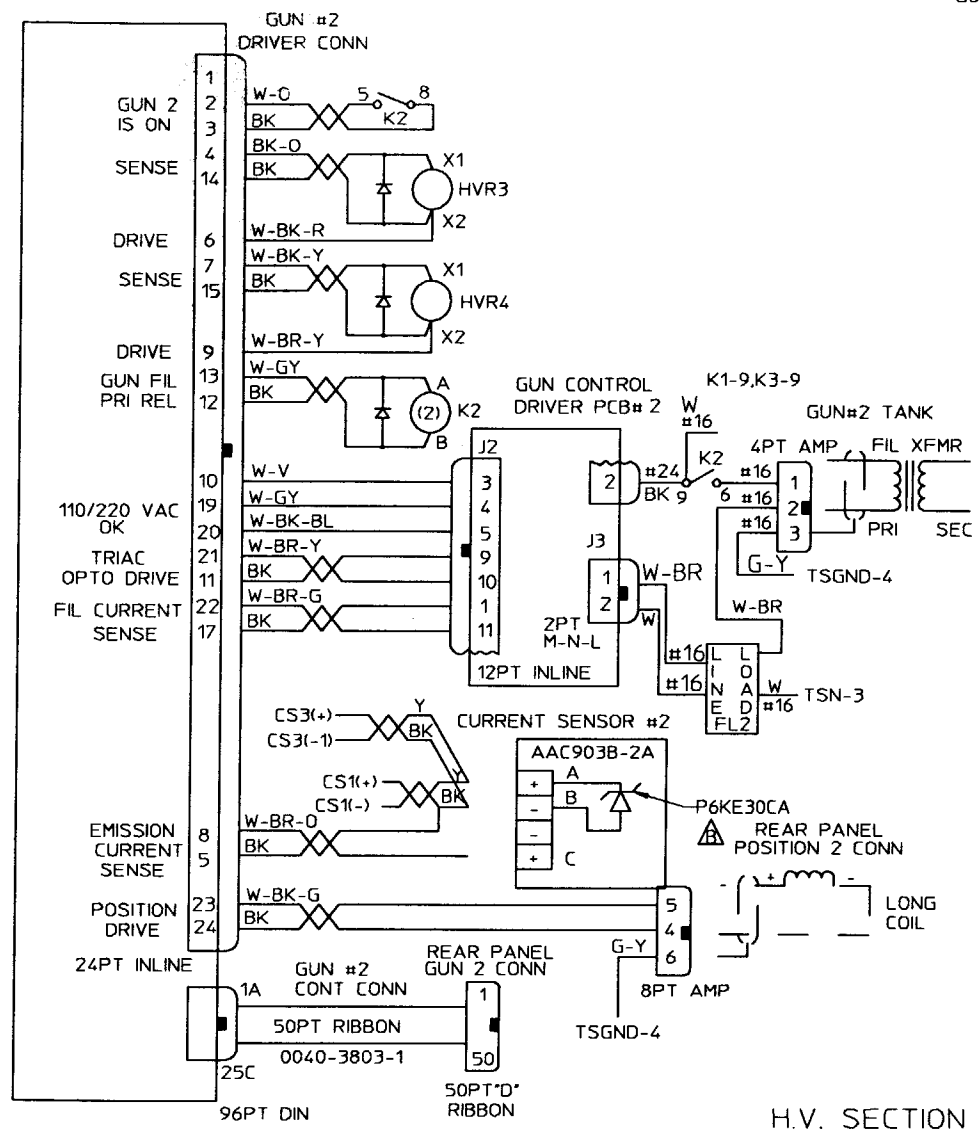 GUN #2
DRIVER CONN
1
GUN 2
IS ON
2
3
W-O
BK
5
8
K2
SENSE
4
14
BK-O
BK
X1
HVR3
X2
DRIVE
6
W-BK-R
SENSE
7
15
W-BK-Y
BK
X1
HVR4
X2
DRIVE
9
W-BR-Y
GUN FIL
PRI REL
13
12
W-GY
BK
A
(2)
K2
B
GUN CONTROL
DRIVER PCB# 2
K1-9,K3-9
W
#16
GUN#2 TANK
4PT AMP
FIL XFMR
J2
10
W-V
3
110/220 VAC
OK
19
W-GY
4
20
W-BK-BL
5
TRIAC
OPTO DRIVE
21
W-BR-Y
9
11
BK
10
FIL CURRENT
SENSE
22
W-BR-G
1
17
BK
11
12PT INLINE
2
#24
BK
9
K2
6
#16
1
#16
2
#16
3
PRI
SEC
G-Y
TSGND-4
J3
1
2
W-BR
W
2PT
M-N-L
W-BR
#16
#16
LINE
LOAD
FL2
W
#16
TSN-3
CS3(+)
CS3(-1)
Y
BK
CS1(+)
CS1(-)
Y
BK
CURRENT SENSOR #2
AAC903B-2A
+
-
-
+
A
B
C
P6KE30CA
B
REAR PANEL
POSITION 2 CONN
EMISSION
CURRENT
SENSE
8
5
W-BR-O
BK
POSITION
DRIVE
23
24
W-BK-G
BK
5
4
6
G-Y
8PT AMP
TSGND-4
-
+
-
LONG
COIL
24PT INLINE
1A
GUN #2
CONT CONN
REAR PANEL
GUN 2 CONN
1
50PT RIBBON
0040-3803-1
50
25C
50PT"D"
RIBBON
96PT DIN
H.V. SECTION